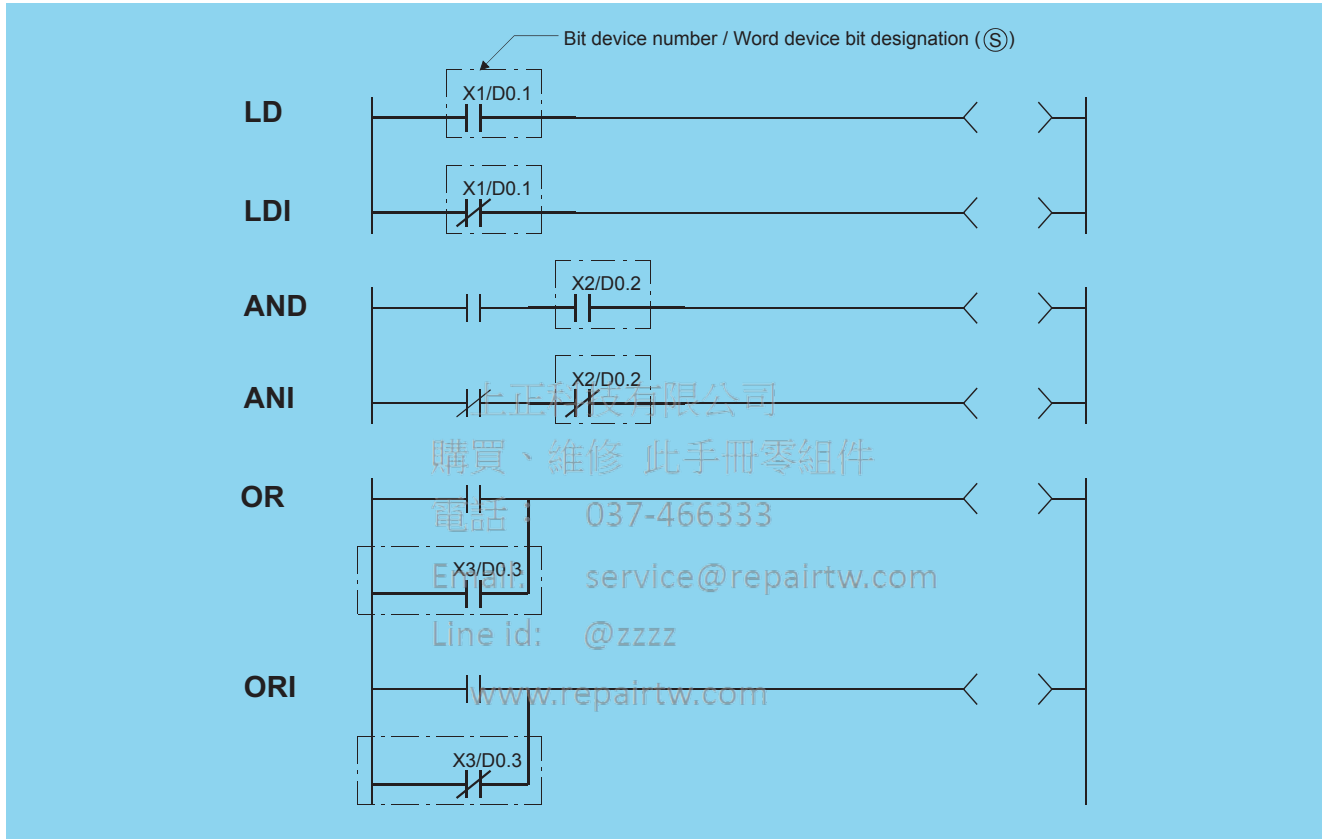 Bit device number / Word device bit designation (Ⓢ)
X1/D0.1
LD
X1/D0.1
LDI
X2/D0.2
AND
X2/D0.2
ANI
上正科技有限公司
購買、維修 此手冊零組件
OR
電話： 037-466333
X3/D0.3
Email: service@repairtw.com
Line id: @zzzz
ORI
www.repairtw.com
X3/D0.3